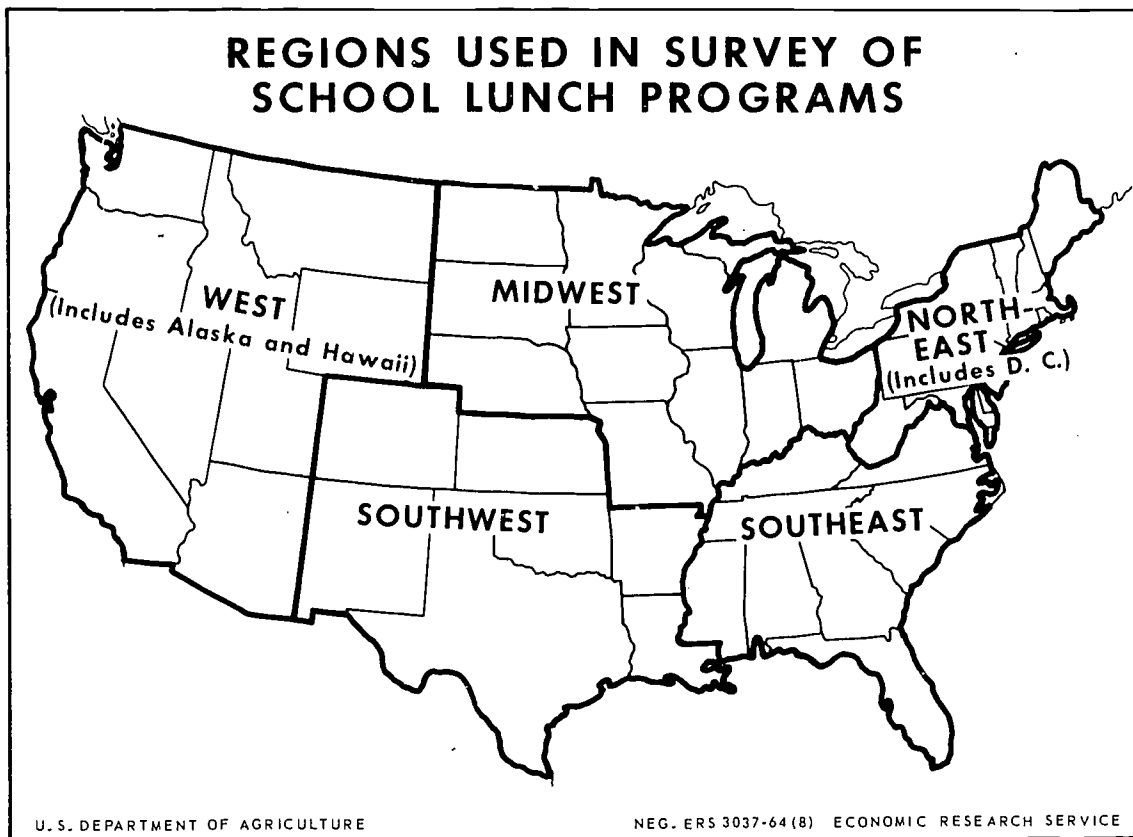 REGIONS USED IN SURVEY OF
SCHOOL LUNCH PROGRAMS
WEST
(Includes Alaska and Hawaii)
MIDWEST
NORTH-
EAST
(Includes D. C.)
SOUTHWEST
SOUTHEAST
U.S. DEPARTMENT OF AGRICULTURE
NEG. ERS 3037-64(8) ECONOMIC RESEARCH SERVICE